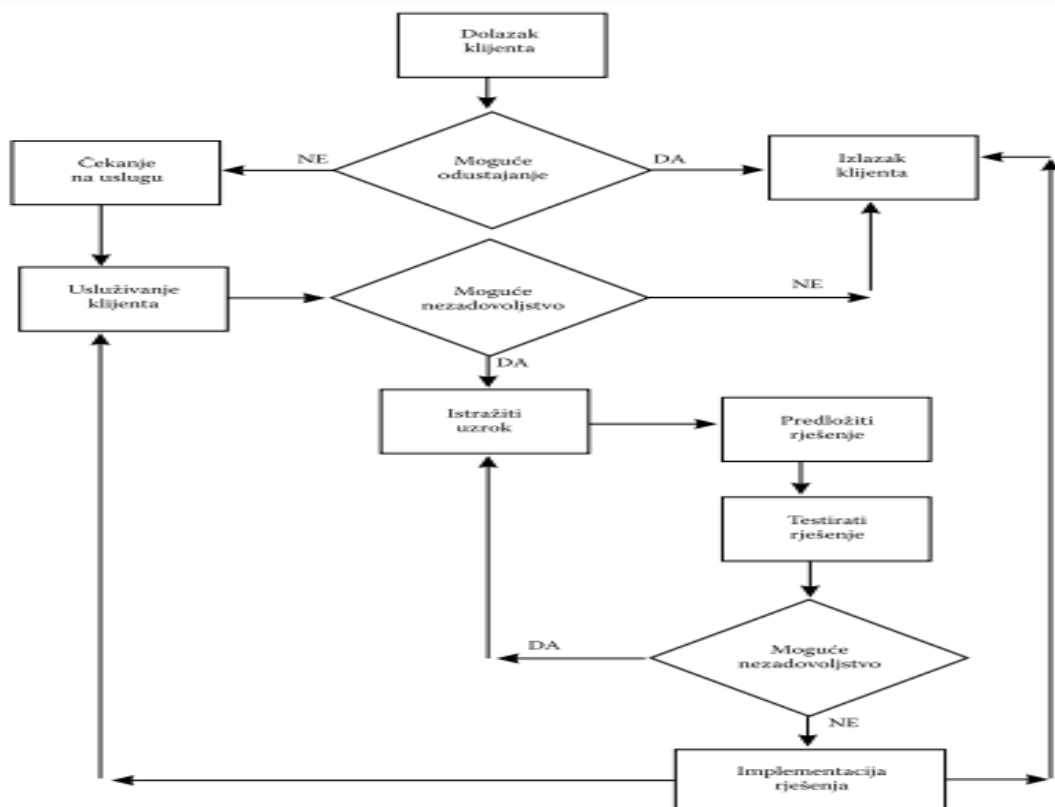 Dolazak
klijenta
NE
Moguće
odustajanje
DA
Čekanje
na uslugu
Izlazak
klijenta
Usluživanje
klijenta
Moguće
nezadovoljstvo
NE
DA
Istražiti
uzrok
Predložiti
rješenje
Testirati
rješenje
DA
Moguće
nezadovoljstvo
NE
Implementacija
rješenja